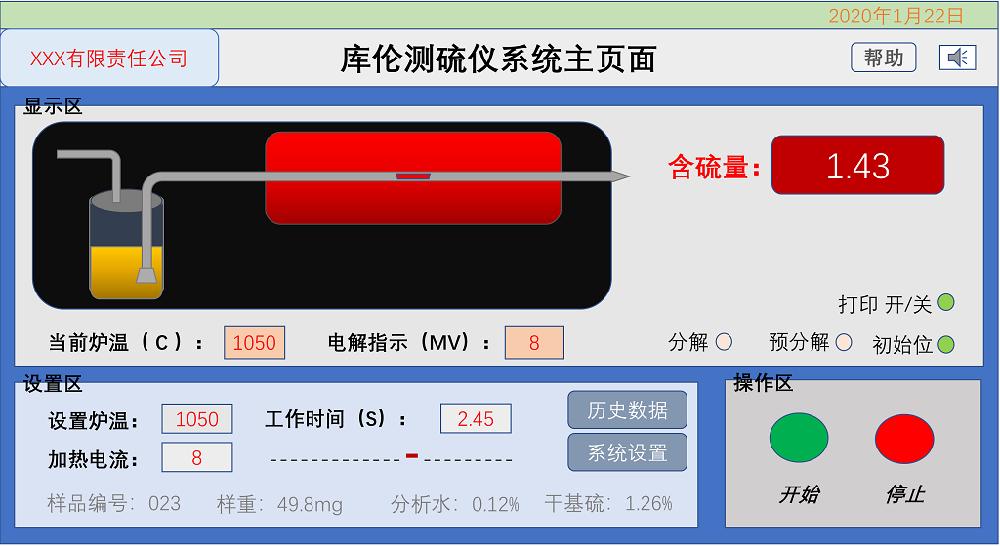 2020年1月22日
XXX有限责任公司
库伦测硫仪系统主页面
帮助
显示区
含硫量：
1.43
打印 开/关
当前炉温（ C ）：
1050
电解指示（MV）：
8
分解
预分解
初始位
设置区
设置炉温：
1050
工作时间（S）：
2.45
历史数据
加热电流：
8
系统设置
样品编号：023
样重：49.8mg
分析水：0.12%
干基硫：1.26%
操作区
开始
停止